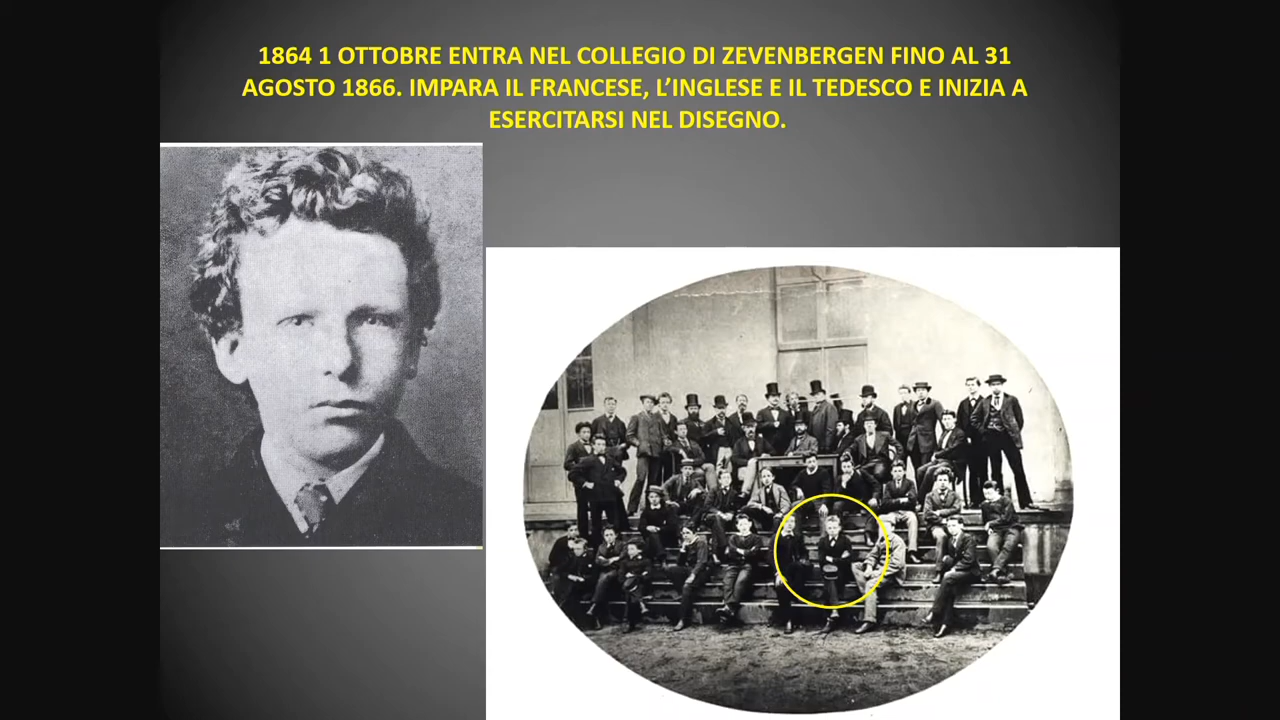 1864 1 OTTOBRE ENTRA NEL COLLEGIO DI ZEVENBERGEN FINO AL 31
AGOSTO 1866. IMPARA IL FRANCESE, L’INGLESE E IL TEDESCO E INIZIA A
ESERCITARSI NEL DISEGNO.